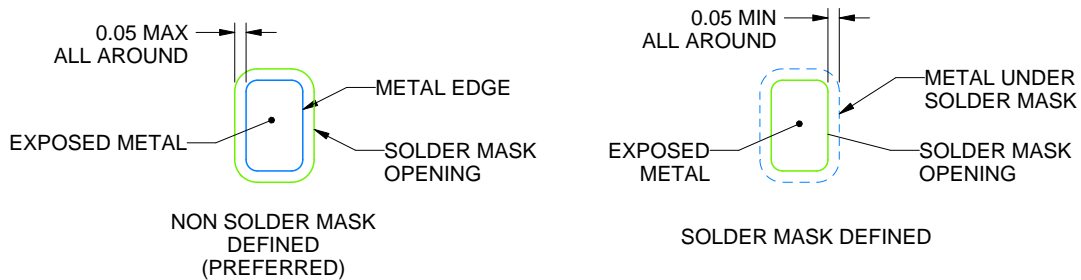 0.05 MAX
ALL AROUND
METAL EDGE
EXPOSED METAL
SOLDER MASK
OPENING
NON SOLDER MASK
DEFINED
(PREFERRED)
0.05 MIN
ALL AROUND
METAL UNDER
SOLDER MASK
EXPOSED
METAL
SOLDER MASK
OPENING
SOLDER MASK DEFINED